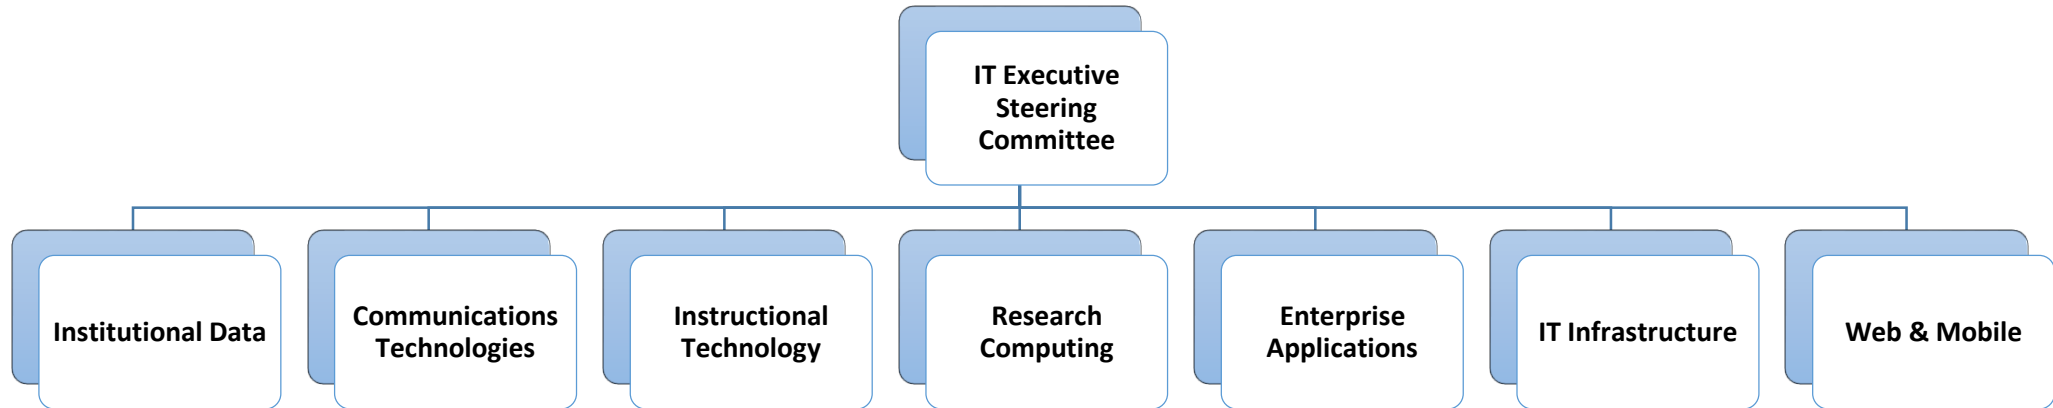 IT Executive
Steering
Committee
Institutional Data
Communications
Technologies
Instructional
Technology
Research
Computing
Enterprise
Applications
IT Infrastructure
Web & Mobile